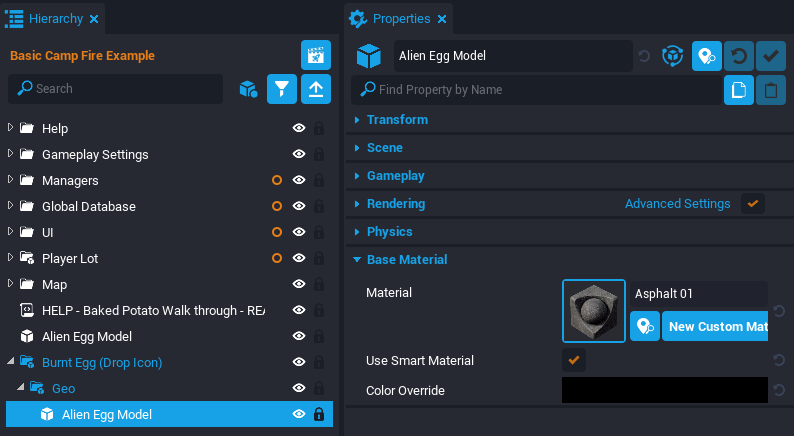 Hierarchy
Basic Camp Fire Example
Search
Help
Gameplay Settings
Managers
Global Database
UI
Player Lot
Map
HELP - Baked Potato Walk through - REA
Alien Egg Model
Burnt Egg (Drop Icon)
Geo
Alien Egg Model
Properties
Alien Egg Model
Find Property by Name
Transform
Scene
Gameplay
Rendering Advanced Settings
Physics
Base Material
Material Asphalt 01
New Custom Mat
Use Smart Material
Color Override